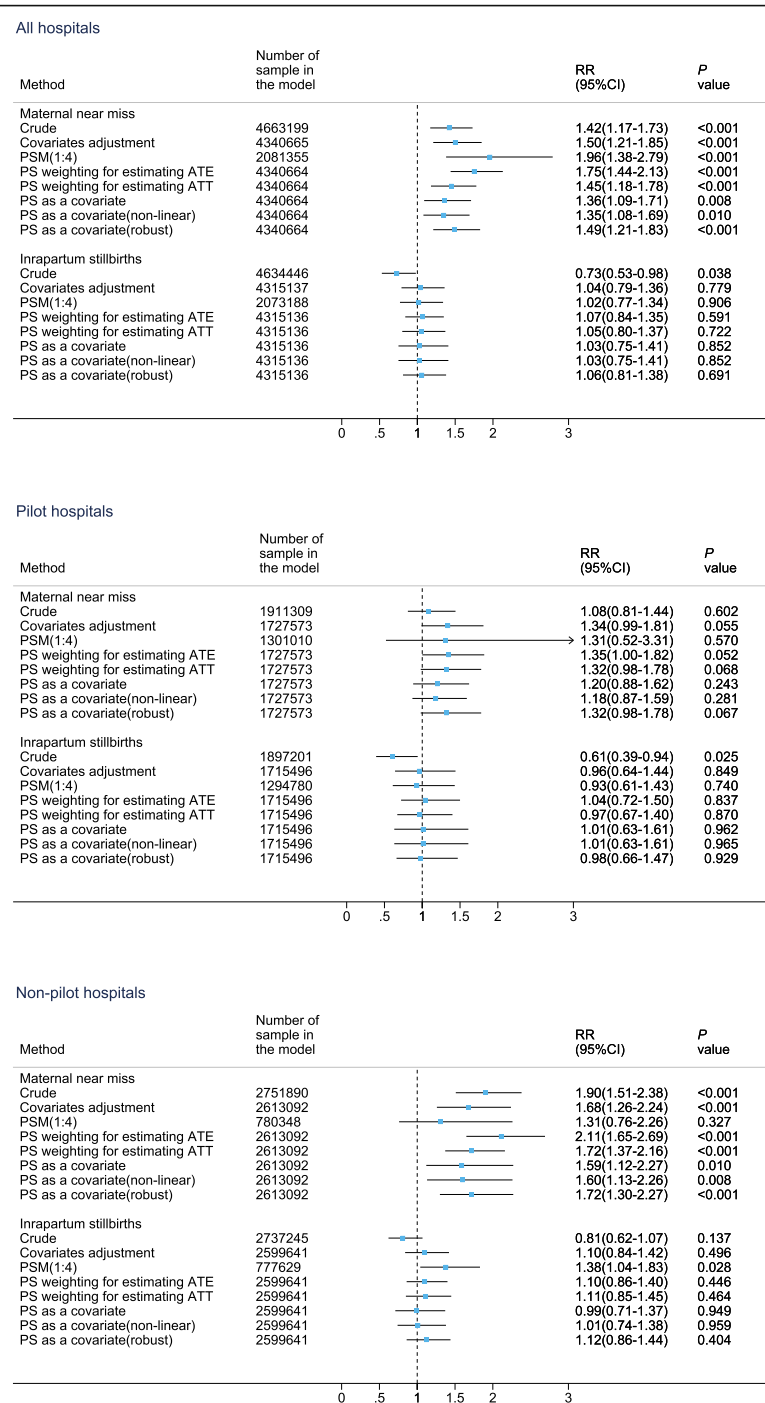 All hospitals
Number of
sample in
the model
Method
RR
(95%CI)
P
value
Maternal near miss
Crude 4663199 1.42(1.17-1.73) <0.001
Covariates adjustment 4340665 1.50(1.21-1.85) <0.001
PSM(1:4) 2081355 1.96(1.38-2.79) <0.001
PS weighting for estimating ATE 4340664 1.75(1.44-2.13) <0.001
PS weighting for estimating ATT 4340664 1.45(1.18-1.78) <0.001
PS as a covariate 4340664 1.36(1.09-1.71) 0.008
PS as a covariate(non-linear) 4340664 1.35(1.08-1.69) 0.010
PS as a covariate(robust) 4340664 1.49(1.21-1.83) <0.001
Inrapartum stillbirths
Crude 4634446 0.73(0.53-0.98) 0.038
Covariates adjustment 4315137 1.04(0.79-1.36) 0.779
PSM(1:4) 2073188 1.02(0.77-1.34) 0.906
PS weighting for estimating ATE 4315136 1.07(0.84-1.35) 0.591
PS weighting for estimating ATT 4315136 1.05(0.80-1.37) 0.722
PS as a covariate 4315136 1.03(0.75-1.41) 0.852
PS as a covariate(non-linear) 4315136 1.03(0.75-1.41) 0.852
PS as a covariate(robust) 4315136 1.06(0.81-1.38) 0.691
0 .5 1 1.5 2 3
Pilot hospitals
Number of
sample in
the model
Method
RR
(95%CI)
P
value
Maternal near miss
Crude 1911309 1.08(0.81-1.44) 0.602
Covariates adjustment 1727573 1.34(0.99-1.81) 0.055
PSM(1:4) 1301010 1.31(0.52-3.31) 0.570
PS weighting for estimating ATE 1727573 1.35(1.00-1.82) 0.052
PS weighting for estimating ATT 1727573 1.32(0.98-1.78) 0.068
PS as a covariate 1727573 1.20(0.88-1.62) 0.243
PS as a covariate(non-linear) 1727573 1.18(0.87-1.59) 0.281
PS as a covariate(robust) 1727573 1.32(0.98-1.78) 0.067
Inrapartum stillbirths
Crude 1897201 0.61(0.39-0.94) 0.025
Covariates adjustment 1715496 0.96(0.64-1.44) 0.849
PSM(1:4) 1294780 0.93(0.61-1.43) 0.740
PS weighting for estimating ATE 1715496 1.04(0.72-1.50) 0.837
PS weighting for estimating ATT 1715496 0.97(0.67-1.40) 0.870
PS as a covariate 1715496 1.01(0.63-1.61) 0.962
PS as a covariate(non-linear) 1715496 1.01(0.63-1.61) 0.965
PS as a covariate(robust) 1715496 0.98(0.66-1.47) 0.929
0 .5 1 1.5 2 3
Non-pilot hospitals
Number of
sample in
the model
Method
RR
(95%CI)
P
value
Maternal near miss
Crude 2751890 1.90(1.51-2.38) <0.001
Covariates adjustment 2613092 1.68(1.26-2.24) <0.001
PSM(1:4) 780348 1.31(0.76-2.26) 0.327
PS weighting for estimating ATE 2613092 2.11(1.65-2.69) <0.001
PS weighting for estimating ATT 2613092 1.72(1.37-2.16) <0.001
PS as a covariate 2613092 1.59(1.12-2.27) 0.010
PS as a covariate(non-linear) 2613092 1.60(1.13-2.26) 0.008
PS as a covariate(robust) 2613092 1.72(1.30-2.27) <0.001
Inrapartum stillbirths
Crude 2737245 0.81(0.62-1.07) 0.137
Covariates adjustment 2599641 1.10(0.84-1.42) 0.496
PSM(1:4) 777629 1.38(1.04-1.83) 0.028
PS weighting for estimating ATE 2599641 1.10(0.86-1.40) 0.446
PS weighting for estimating ATT 2599641 1.11(0.85-1.45) 0.464
PS as a covariate 2599641 0.99(0.71-1.37) 0.949
PS as a covariate(non-linear) 2599641 1.01(0.74-1.38) 0.959
PS as a covariate(robust) 2599641 1.12(0.86-1.44) 0.404
0 .5 1 1.5 2 3